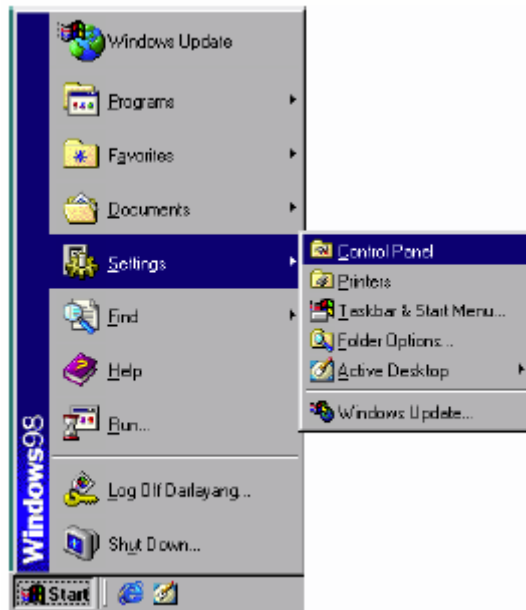 Windows Update
Programs
Favorites
Documents
Settings
Find
Help
Run...
Log Off Darlayang...
Shut Down...
Windows98
Start
Control Panel
Printers
Taskbar & Start Menu...
Folder Options...
Active Desktop
Windows Update...